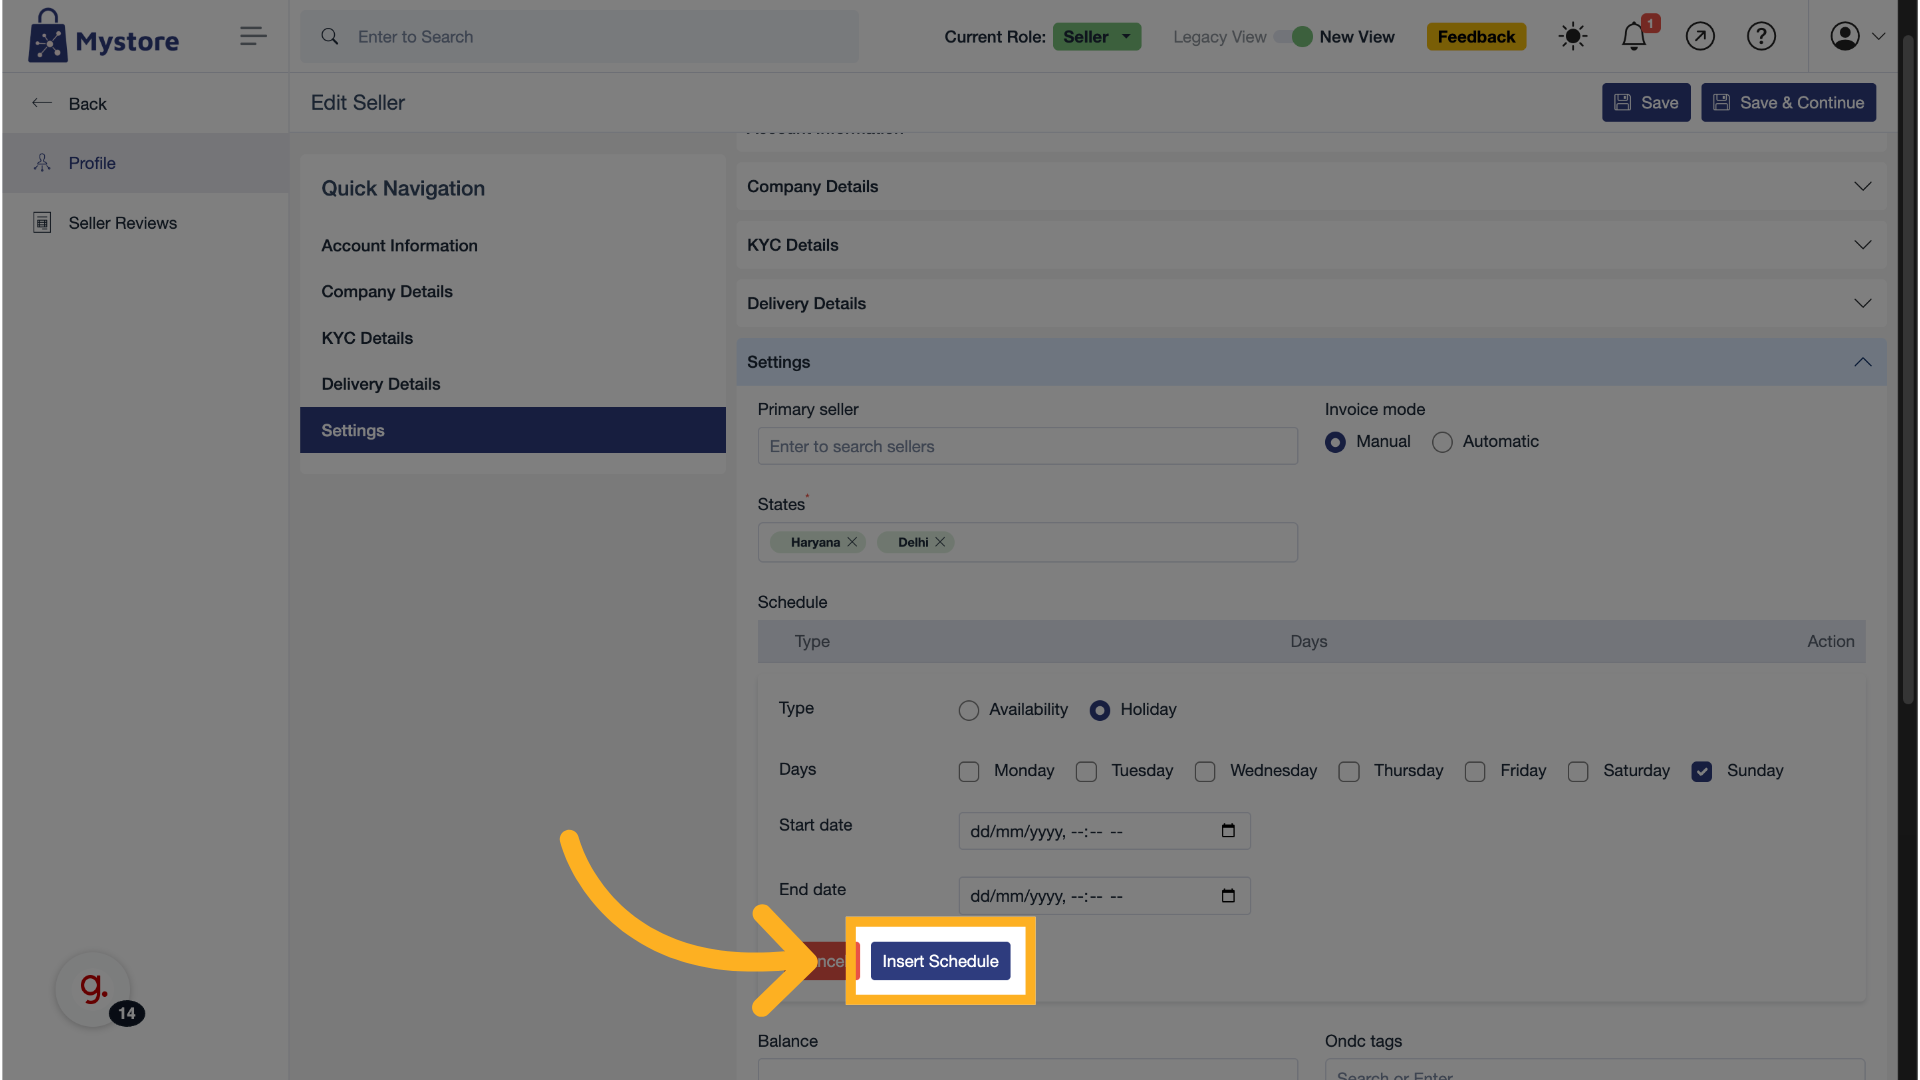 Mystore
Enter to Search
Current Role: Seller
Legacy View New View
Feedback
1
Back
Profile
Seller Reviews
Edit Seller
Save
Save & Continue
Quick Navigation
Account Information
Company Details
KYC Details
Delivery Details
Settings
Company Details
KYC Details
Delivery Details
Settings
Primary seller
Enter to search sellers
Invoice mode
Manual Automatic
States*
Haryana Delhi
Schedule
Type Days Action
Type Availability Holiday
Days Monday Tuesday Wednesday Thursday Friday Saturday Sunday
Start date dd/mm/yyyy, --:-- --
End date dd/mm/yyyy, --:-- --
Insert Schedule
g.
14
Balance
Ondc tags
Search or Enter